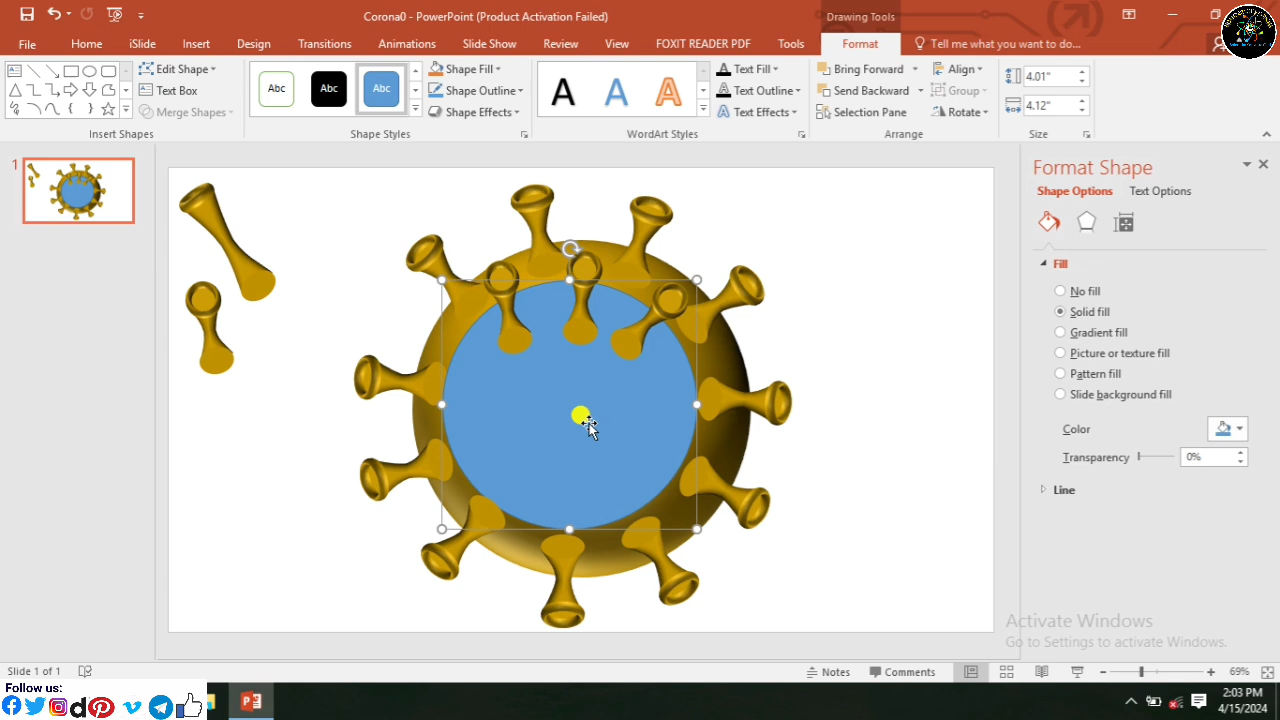 Corona0 - PowerPoint (Product Activation Failed)
Drawing Tools
File
Home
iSlide
Insert
Design
Transitions
Animations
Slide Show
Review
View
FOXIT READER PDF
Tools
Format
Tell me what you want to do...
Edit Shape
Text Box
Merge Shapes
Insert Shapes
Abc
Abc
Abc
Shape Fill
Shape Outline
Shape Effects
Shape Styles
A
A
A
Text Fill
Text Outline
Text Effects
WordArt Styles
Bring Forward
Send Backward
Selection Pane
Align
Group
Rotate
Arrange
4.01"
4.12"
Size
1
Format Shape
Shape Options
Text Options
Fill
No fill
Solid fill
Gradient fill
Picture or texture fill
Pattern fill
Slide background fill
Color
Transparency
0%
Line
Activate Windows
Go to Settings to activate Windows.
Slide 1 of 1
Notes
Comments
69%
Follow us:
2:03 PM
4/15/2024